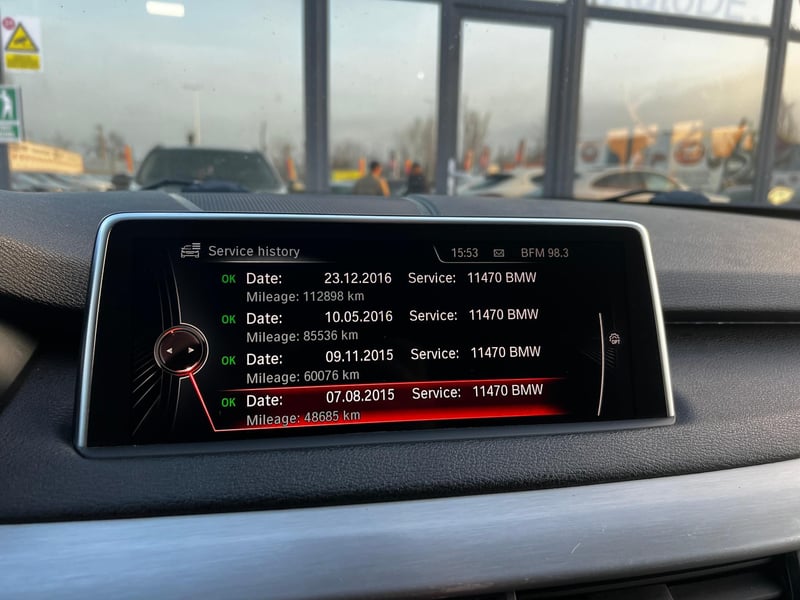 AutoDE
Service history
15:53
BFM 98.3
OK Date: 23.12.2016 Service: 11470 BMW
Mileage: 112898 km
OK Date: 10.05.2016 Service: 11470 BMW
Mileage: 85536 km
OK Date: 09.11.2015 Service: 11470 BMW
Mileage: 60076 km
OK Date: 07.08.2015 Service: 11470 BMW
Mileage: 48685 km
OPT